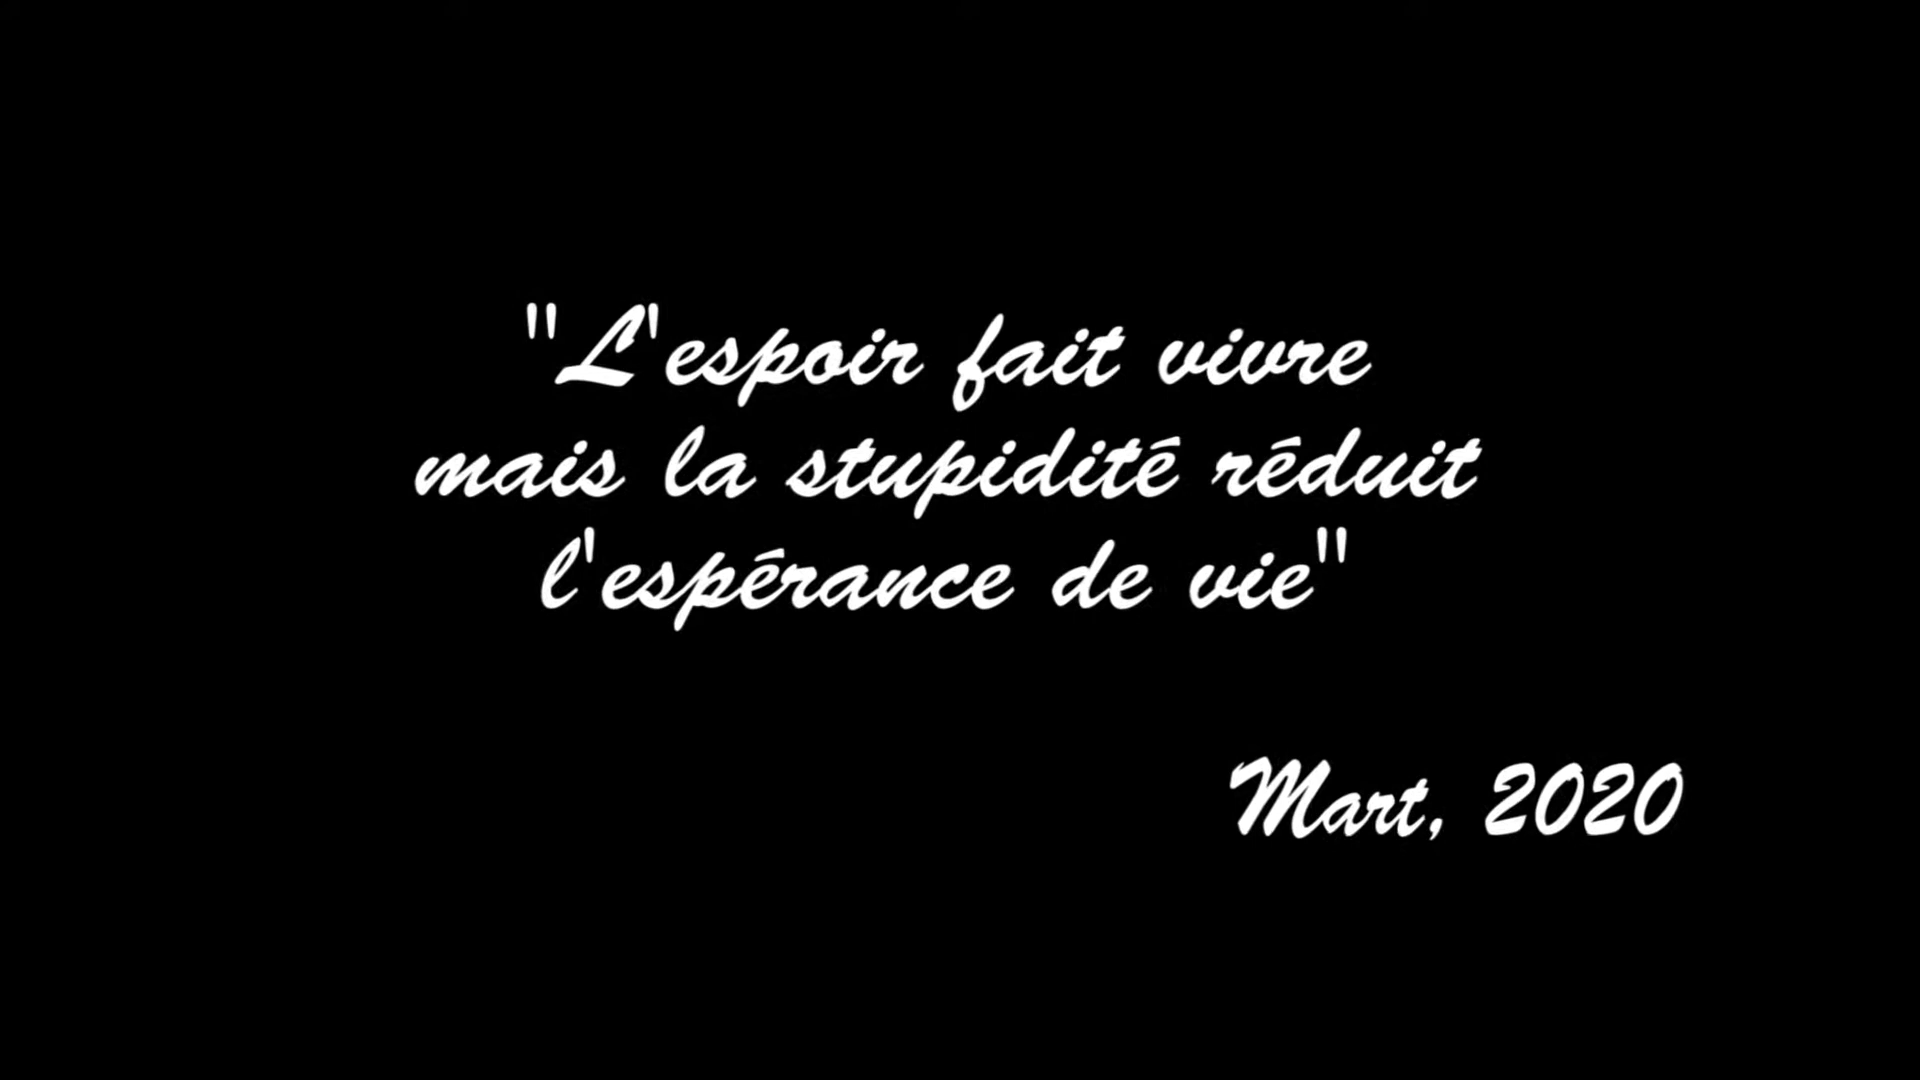 "L'espoir fait vivre
mais la stupidité réduit
l'espérance de vie"
Mart, 2020